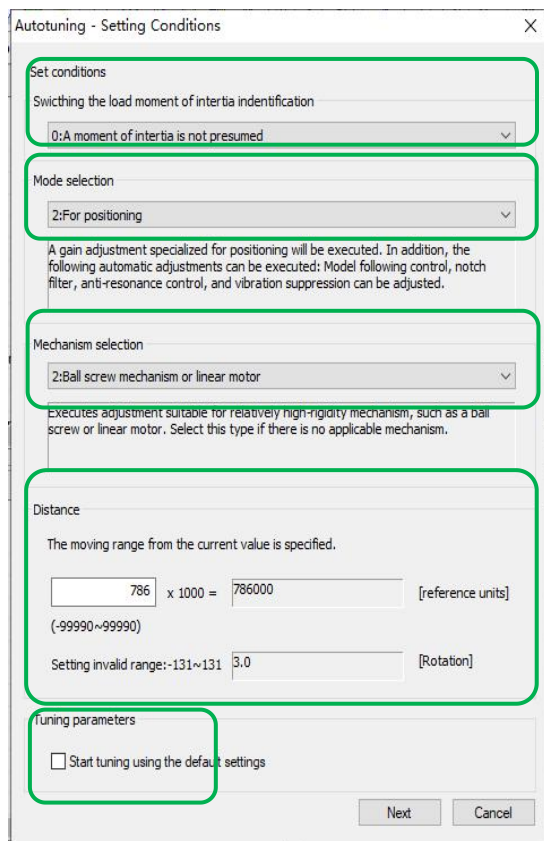 Autotuning - Setting Conditions
Set conditions
Swicthing the load moment of intertia indentification
0:A moment of intertia is not presumed
Mode selection
2:For positioning
A gain adjustment specialized for positioning will be executed. In addition, the
following automatic adjustments can be executed: Model following control, notch
filter, anti-resonance control, and vibration suppression can be adjusted.
Mechanism selection
2:Ball screw mechanism or linear motor
Executes adjustment suitable for relatively high-rigidity mechanism, such as a ball
screw or linear motor. Select this type if there is no applicable mechanism.
Distance
The moving range from the current value is specified.
786 x 1000 = 786000 [reference units]
(-99990~99990)
Setting invalid range:-131~131 3.0 [Rotation]
Tuning parameters
Start tuning using the default settings
Next Cancel